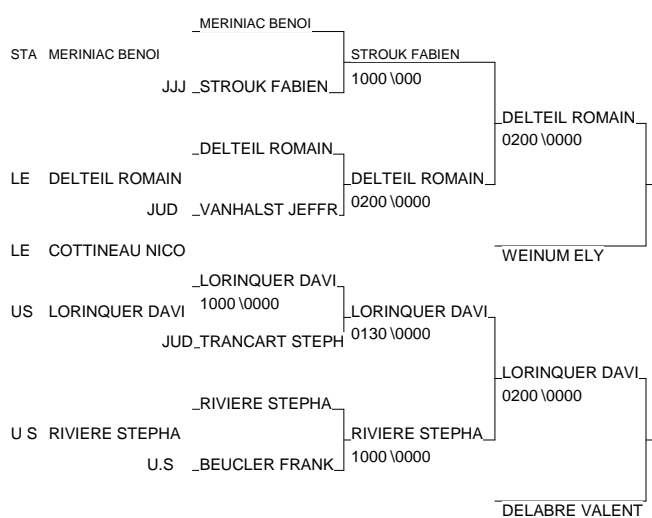 MERINIAC BENOI
STA MERINIAC BENOI
STROUK FABIEN
JJJ STROUK FABIEN
1000 \000
DELTEIL ROMAIN
0200 \0000
DELTEIL ROMAIN
LE DELTEIL ROMAIN
DELTEIL ROMAIN
JUD VANHALST JEFFR
0200 \0000
LE COTTINEAU NICO
WEINUM ELY
LORINQUER DAVI
1000 \0000
US LORINQUER DAVI
LORINQUER DAVI
JUD TRANCART STEPH
0130 \0000
LORINQUER DAVI
0200 \0000
RIVIERE STEPHA
U S RIVIERE STEPHA
RIVIERE STEPHA
U.S BEUCLER FRANK
1000 \0000
DELABRE VALENT